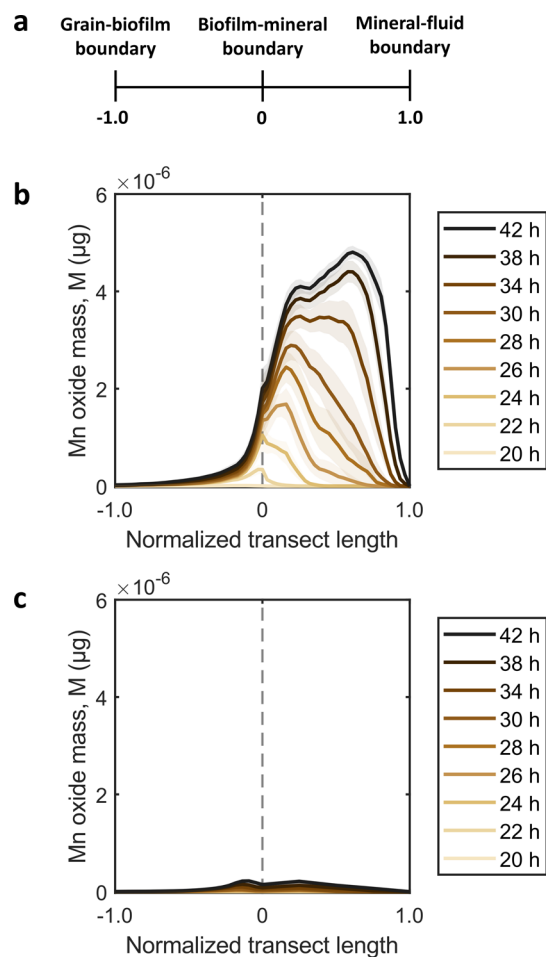 a
Grain-biofilm boundary
Biofilm-mineral boundary
Mineral-fluid boundary
-1.0
0
1.0
b
×10⁻⁶
6
4
2
0
Mn oxide mass, M (µg)
-1.0
0
1.0
Normalized transect length
42 h
38 h
34 h
30 h
28 h
26 h
24 h
22 h
20 h
c
×10⁻⁶
6
4
2
0
Mn oxide mass, M (µg)
-1.0
0
1.0
Normalized transect length
42 h
38 h
34 h
30 h
28 h
26 h
24 h
22 h
20 h